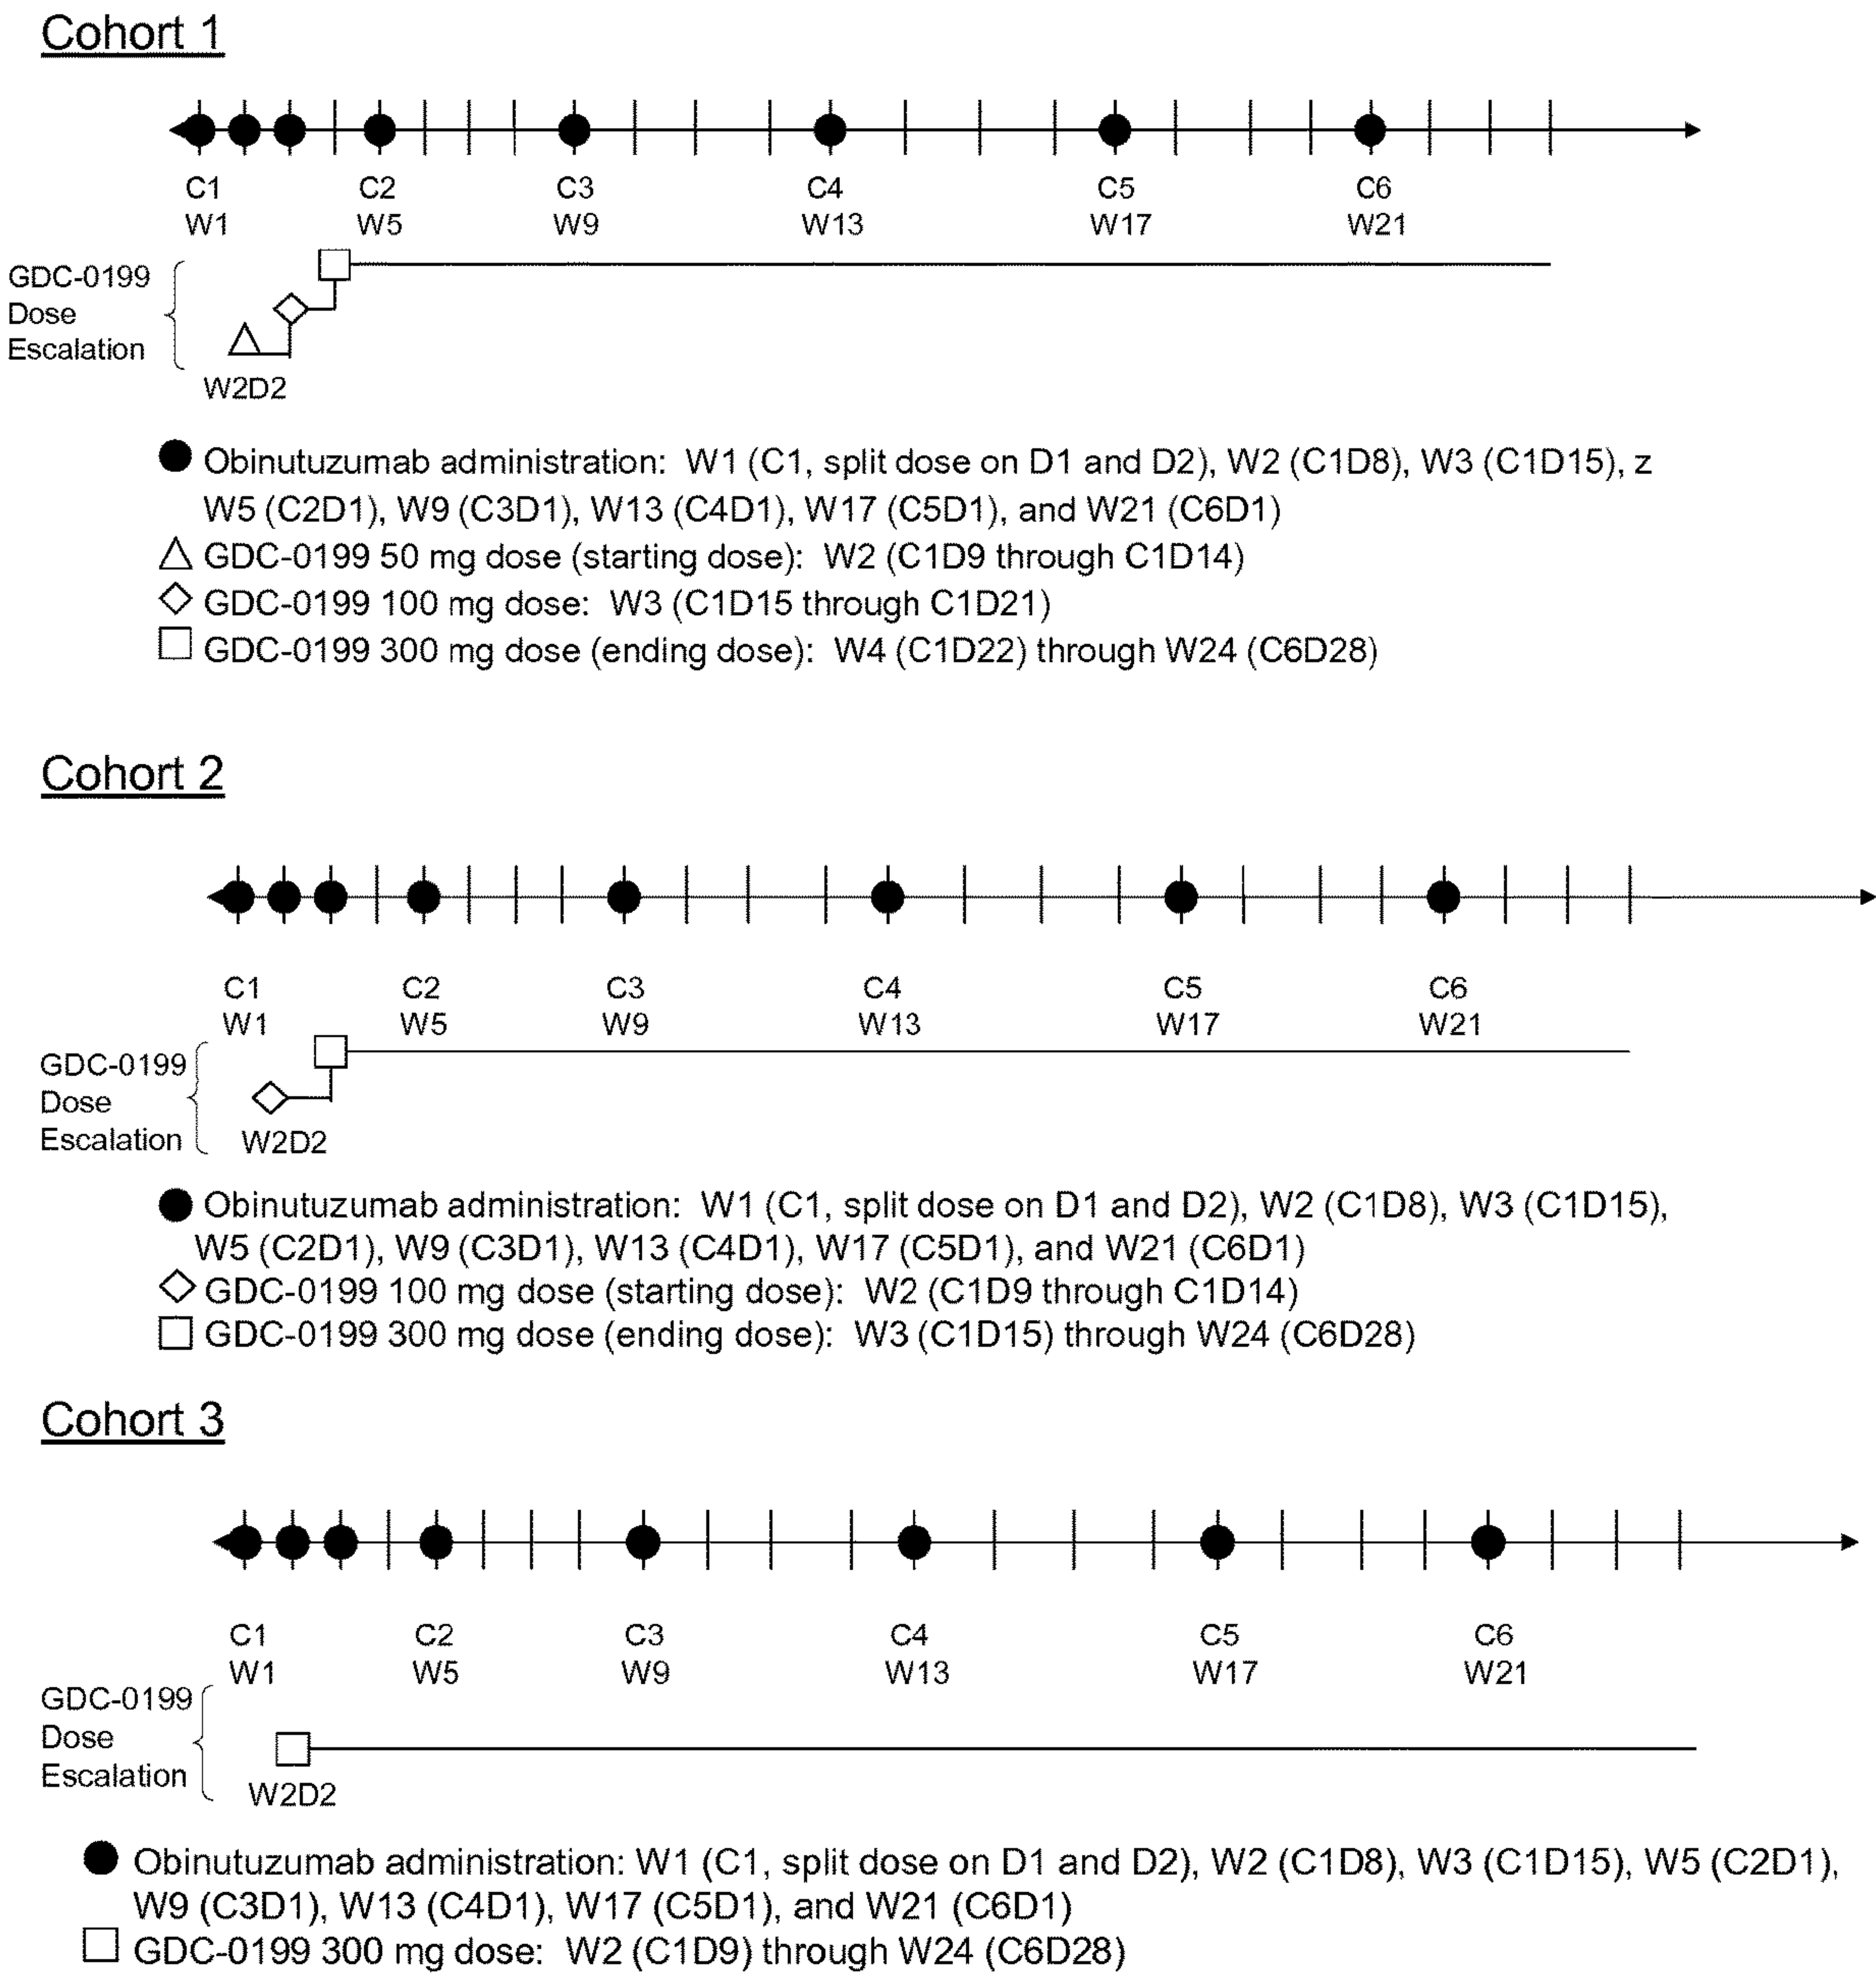 Cohort 1
C1 C2 C3 C4 C5 C6
W1 W5 W9 W13 W17 W21
GDC-0199
Dose
Escalation
W2D2
Obinutuzumab administration: W1 (C1, split dose on D1 and D2), W2 (C1D8), W3 (C1D15), z
W5 (C2D1), W9 (C3D1), W13 (C4D1), W17 (C5D1), and W21 (C6D1)
GDC-0199 50 mg dose (starting dose): W2 (C1D9 through C1D14)
GDC-0199 100 mg dose: W3 (C1D15 through C1D21)
GDC-0199 300 mg dose (ending dose): W4 (C1D22) through W24 (C6D28)
Cohort 2
C1 C2 C3 C4 C5 C6
W1 W5 W9 W13 W17 W21
GDC-0199
Dose
Escalation
W2D2
Obinutuzumab administration: W1 (C1, split dose on D1 and D2), W2 (C1D8), W3 (C1D15),
W5 (C2D1), W9 (C3D1), W13 (C4D1), W17 (C5D1), and W21 (C6D1)
GDC-0199 100 mg dose (starting dose): W2 (C1D9 through C1D14)
GDC-0199 300 mg dose (ending dose): W3 (C1D15) through W24 (C6D28)
Cohort 3
C1 C2 C3 C4 C5 C6
W1 W5 W9 W13 W17 W21
GDC-0199
Dose
Escalation
W2D2
Obinutuzumab administration: W1 (C1, split dose on D1 and D2), W2 (C1D8), W3 (C1D15), W5 (C2D1),
W9 (C3D1), W13 (C4D1), W17 (C5D1), and W21 (C6D1)
GDC-0199 300 mg dose: W2 (C1D9) through W24 (C6D28)